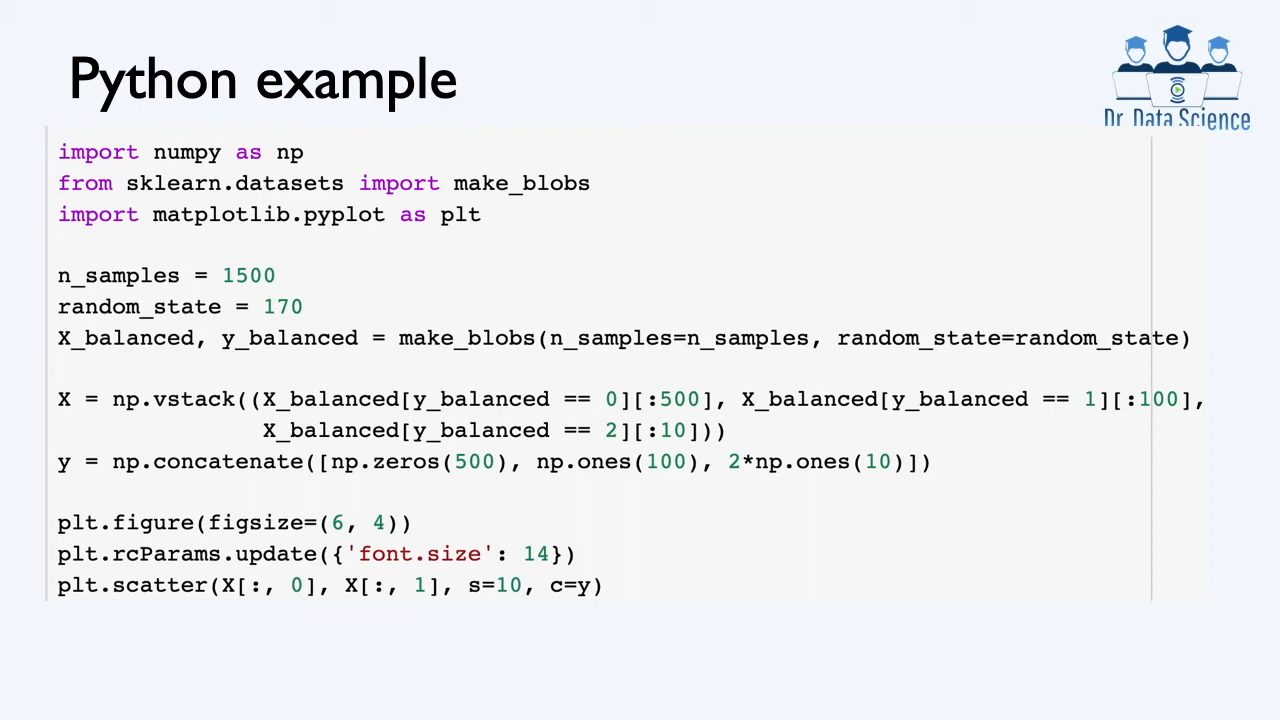 Python example
Dr. Data Science
import numpy as np
from sklearn.datasets import make_blobs
import matplotlib.pyplot as plt
n_samples = 1500
random_state = 170
X_balanced, y_balanced = make_blobs(n_samples=n_samples, random_state=random_state)
X = np.vstack((X_balanced[y_balanced == 0][:500], X_balanced[y_balanced == 1][:100],
X_balanced[y_balanced == 2][:10]))
y = np.concatenate([np.zeros(500), np.ones(100), 2*np.ones(10)])
plt.figure(figsize=(6, 4))
plt.rcParams.update({'font.size': 14})
plt.scatter(X[:, 0], X[:, 1], s=10, c=y)